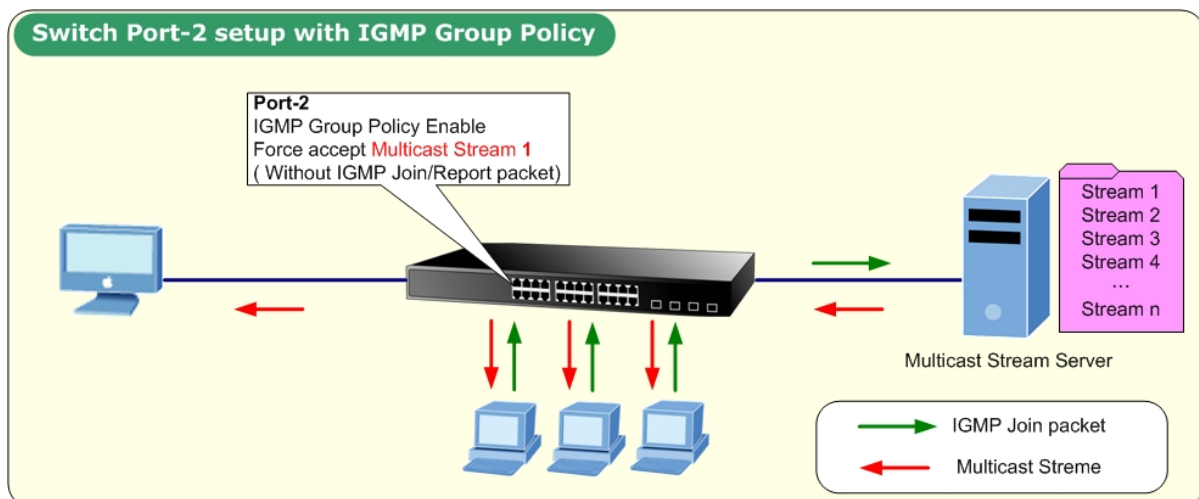 Switch Port-2 setup with IGMP Group Policy
Port-2
IGMP Group Policy Enable
Force accept Multicast Stream 1
( Without IGMP Join/Report packet)
Stream 1
Stream 2
Stream 3
Stream 4
...
Stream n
Multicast Stream Server
IGMP Join packet
Multicast Streme